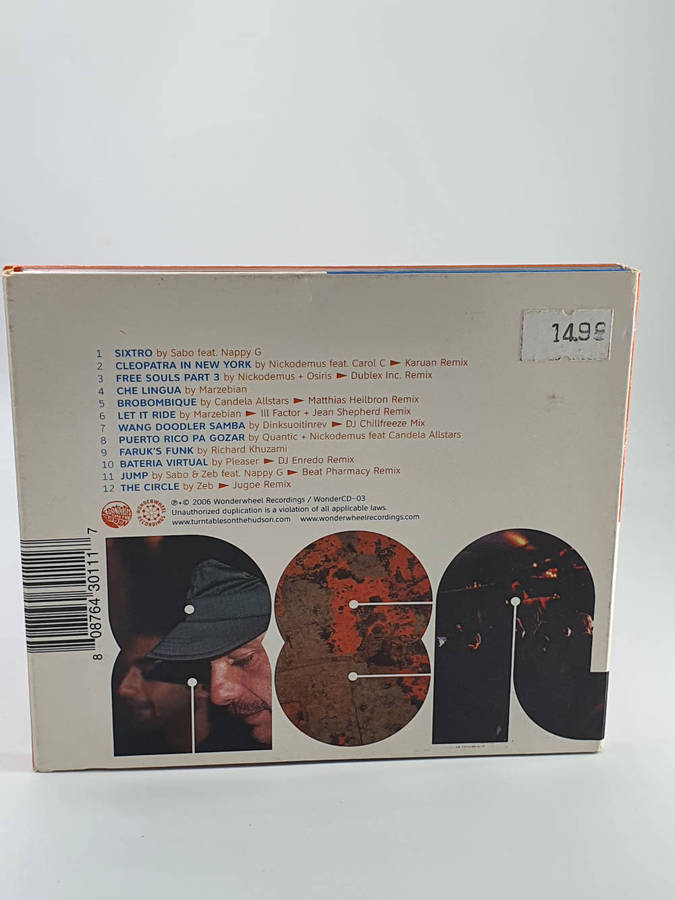 14.98
1 SIXTRO by Sabo feat. Nappy G
2 CLEOPATRA IN NEW YORK by Nickodemus feat. Carol C ► Karuan Remix
3 FREE SOULS PART 3 by Nickodemus + Osiris ► Dublex Inc. Remix
4 CHE LINGUA by Marzebian
5 BROBOMBIQUE by Candela Allstars ► Matthias Heilbron Remix
6 LET IT RIDE by Marzebian ► Ill Factor + Jean Shepherd Remix
7 WANG DOODLER SAMBA by Dinksuoitinrev ► DJ Chillfreeze Mix
8 PUERTO RICO PA GOZAR by Quantic + Nickodemus feat Candela Allstars
9 FARUK'S FUNK by Richard Khuzami
10 BATERIA VIRTUAL by Pleaser ► DJ Enredo Remix
11 JUMP by Sabo & Zeb feat. Nappy G ► Beat Pharmacy Remix
12 THE CIRCLE by Zeb ► Jugoe Remix
WONDERWHEEL RECORDINGS
℗+© 2006 Wonderwheel Recordings / WonderCD-03
Unauthorized duplication is a violation of all applicable laws.
www.turntablesonthehudson.com www.wonderwheelrecordings.com
8 08764 30111 7